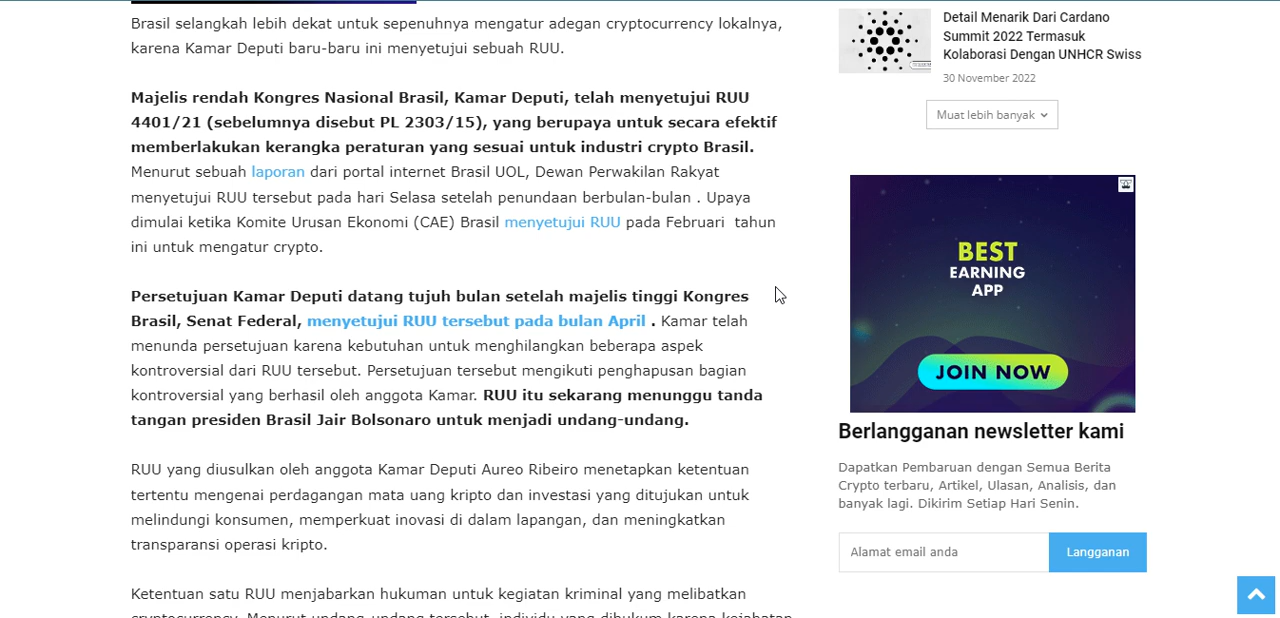 Brasil selangkah lebih dekat untuk sepenuhnya mengatur adegan cryptocurrency lokalnya,
karena Kamar Deputi baru-baru ini menyetujui sebuah RUU.
Majelis rendah Kongres Nasional Brasil, Kamar Deputi, telah menyetujui RUU
4401/21 (sebelumnya disebut PL 2303/15), yang berupaya untuk secara efektif
memberlakukan kerangka peraturan yang sesuai untuk industri crypto Brasil.
Menurut sebuah laporan dari portal internet Brasil UOL, Dewan Perwakilan Rakyat
menyetujui RUU tersebut pada hari Selasa setelah penundaan berbulan-bulan . Upaya
dimulai ketika Komite Urusan Ekonomi (CAE) Brasil menyetujui RUU pada Februari  tahun
ini untuk mengatur crypto.
Persetujuan Kamar Deputi datang tujuh bulan setelah majelis tinggi Kongres
Brasil, Senat Federal, menyetujui RUU tersebut pada bulan April . Kamar telah
menunda persetujuan karena kebutuhan untuk menghilangkan beberapa aspek
kontroversial dari RUU tersebut. Persetujuan tersebut mengikuti penghapusan bagian
kontroversial yang berhasil oleh anggota Kamar. RUU itu sekarang menunggu tanda
tangan presiden Brasil Jair Bolsonaro untuk menjadi undang-undang.
RUU yang diusulkan oleh anggota Kamar Deputi Aureo Ribeiro menetapkan ketentuan
tertentu mengenai perdagangan mata uang kripto dan investasi yang ditujukan untuk
melindungi konsumen, memperkuat inovasi di dalam lapangan, dan meningkatkan
transparansi operasi kripto.
Ketentuan satu RUU menjabarkan hukuman untuk kegiatan kriminal yang melibatkan
cryptocurrency. Menurut undang-undang tersebut, individu yang dihukum karena kejahatan
Detail Menarik Dari Cardano
Summit 2022 Termasuk
Kolaborasi Dengan UNHCR Swiss
30 November 2022
Muat lebih banyak
BEST
EARNING
APP
JOIN NOW
Berlangganan newsletter kami
Dapatkan Pembaruan dengan Semua Berita
Crypto terbaru, Artikel, Ulasan, Analisis, dan
banyak lagi. Dikirim Setiap Hari Senin.
Alamat email anda
Langganan